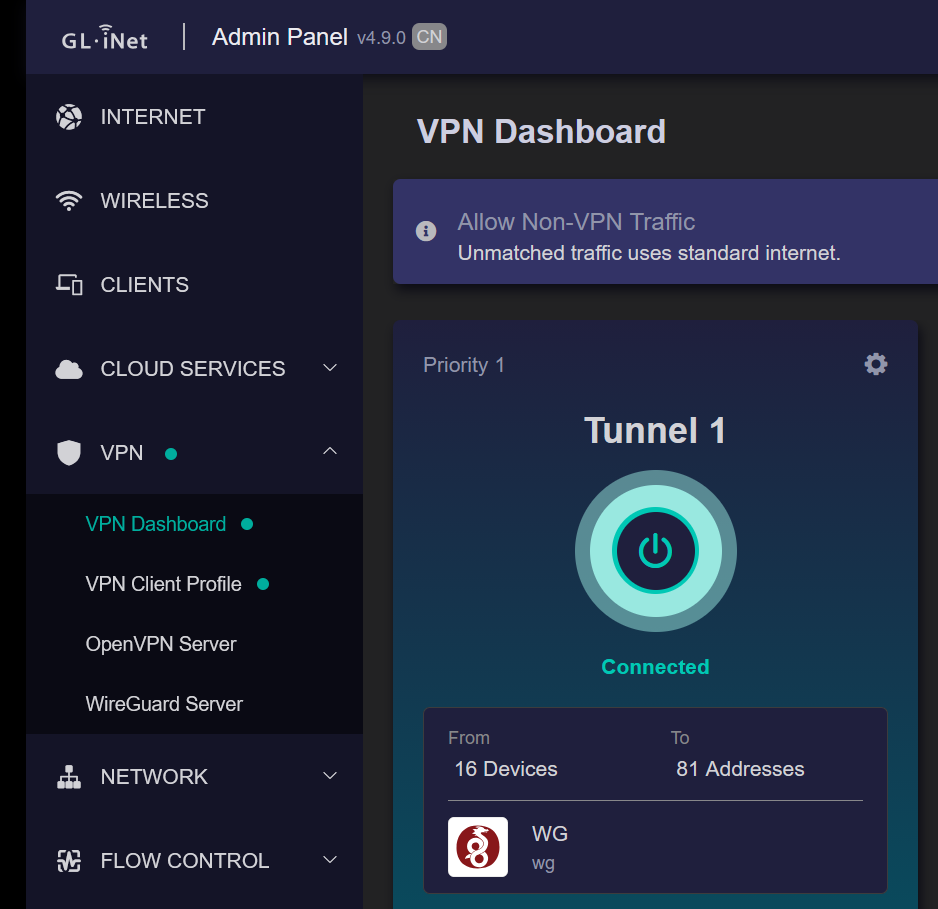 GL·iNet | Admin Panel v4.9.0 CN
INTERNET
WIRELESS
CLIENTS
CLOUD SERVICES
VPN
VPN Dashboard
VPN Client Profile
OpenVPN Server
WireGuard Server
NETWORK
FLOW CONTROL
VPN Dashboard
Allow Non-VPN Traffic
Unmatched traffic uses standard internet.
Priority 1
Tunnel 1
Connected
From To
16 Devices 81 Addresses
WG
wg